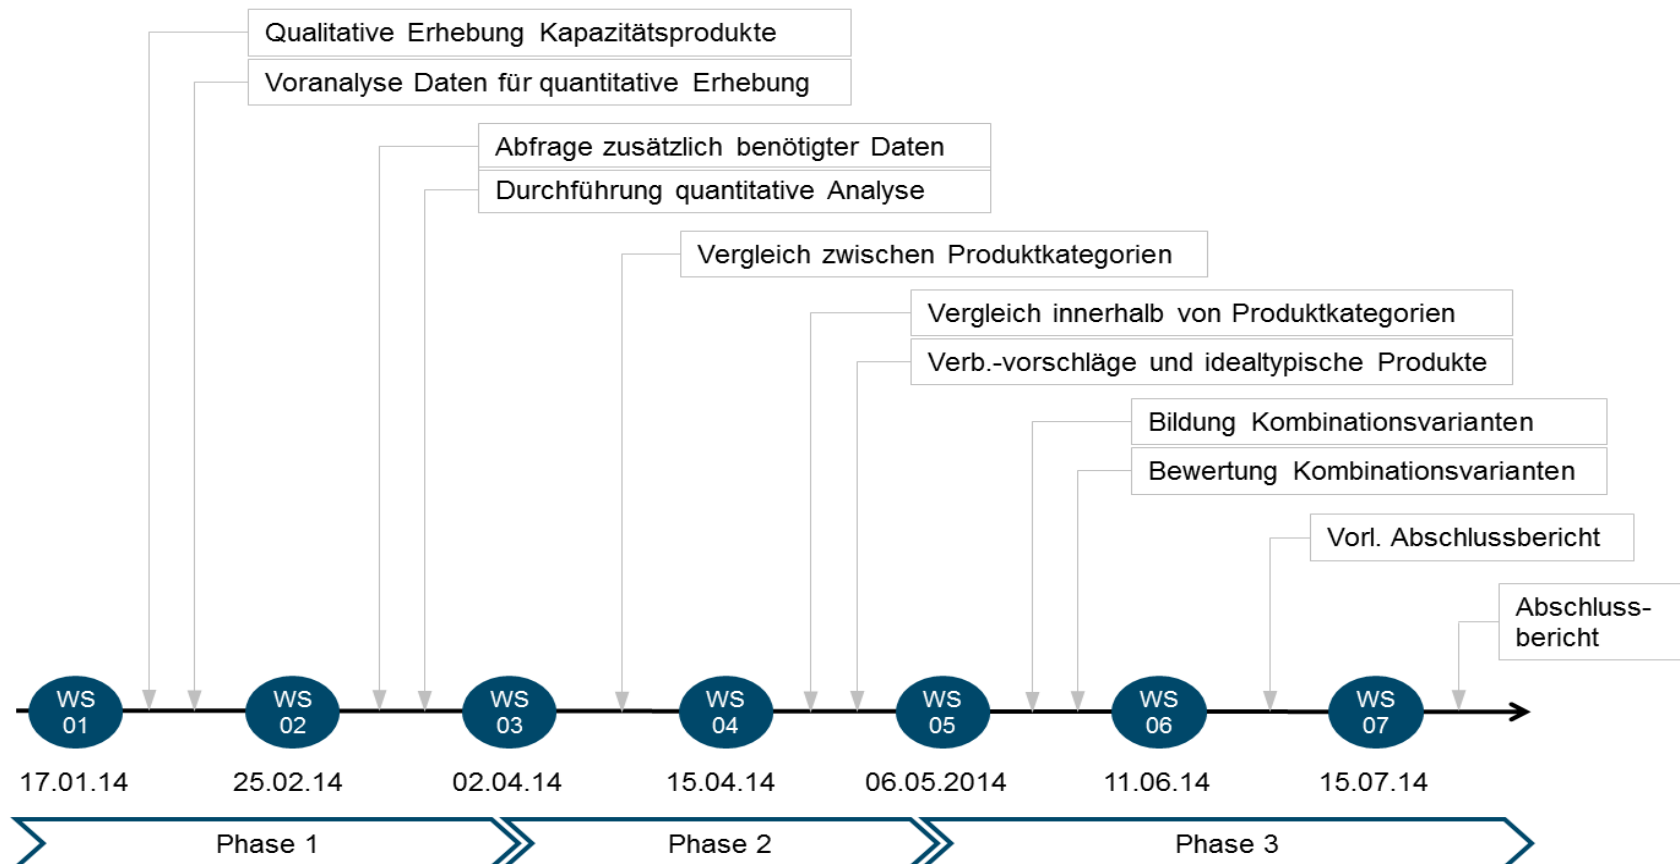 Qualitative Erhebung Kapazitätsprodukte
Voranalyse Daten für quantitative Erhebung
Abfrage zusätzlich benötigter Daten
Durchführung quantitative Analyse
Vergleich zwischen Produktkategorien
Vergleich innerhalb von Produktkategorien
Verb.-vorschläge und idealtypische Produkte
Bildung Kombinationsvarianten
Bewertung Kombinationsvarianten
Vorl. Abschlussbericht
Abschluss-
bericht
WS
01
WS
02
WS
03
WS
04
WS
05
WS
06
WS
07
17.01.14
25.02.14
02.04.14
15.04.14
06.05.2014
11.06.14
15.07.14
Phase 1
Phase 2
Phase 3